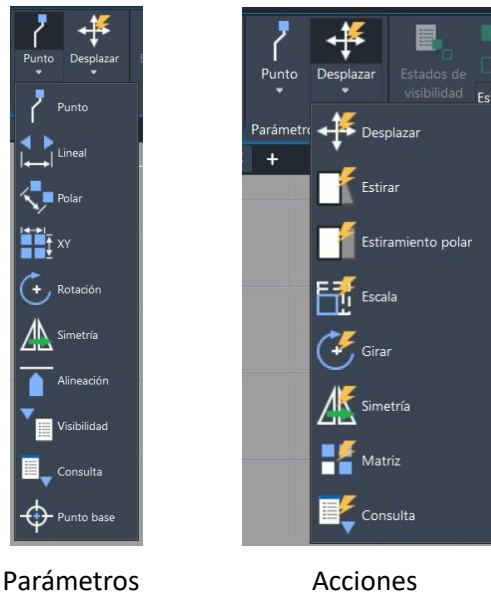 Punto
Desplazar
Punto
Lineal
Polar
XY
Rotación
Simetría
Alineación
Visibilidad
Consulta
Punto base
Punto
Desplazar
Estados de
visibilidad
Es
Parámetro
+
Desplazar
Estirar
Estiramiento polar
Escala
Girar
Simetría
Matriz
Consulta
Parámetros
Acciones